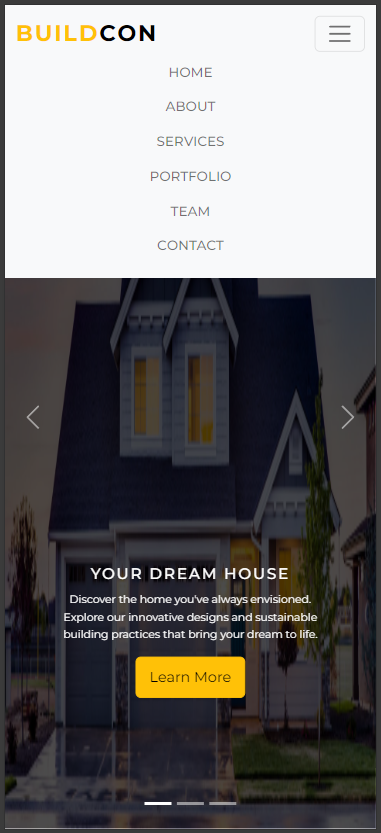 BUILDCON
HOME
ABOUT
SERVICES
PORTFOLIO
TEAM
CONTACT
YOUR DREAM HOUSE
Dascover the home you've always envisioned.
Explore our innovative designs and sustainable
building practices that bring your dream to life.
Learn More